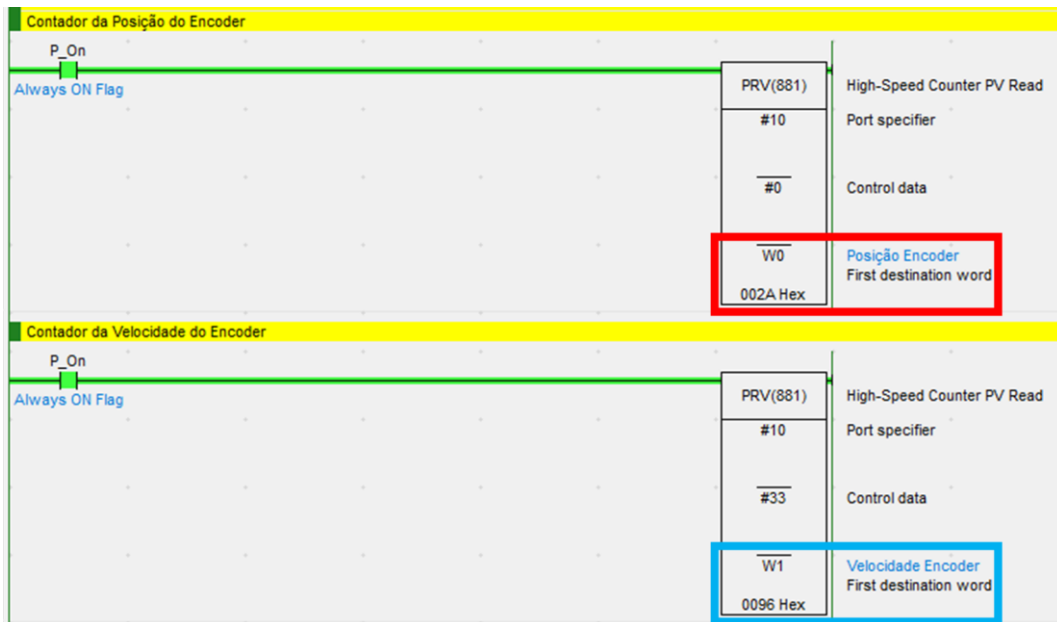 Contador da Posição do Encoder
P_On
Always ON Flag
PRV(881)
High-Speed Counter PV Read
#10
Port specifier
#0
Control data
W0
Posição Encoder
First destination word
002A Hex
Contador da Velocidade do Encoder
P_On
Always ON Flag
PRV(881)
High-Speed Counter PV Read
#10
Port specifier
#33
Control data
W1
Velocidade Encoder
First destination word
0096 Hex